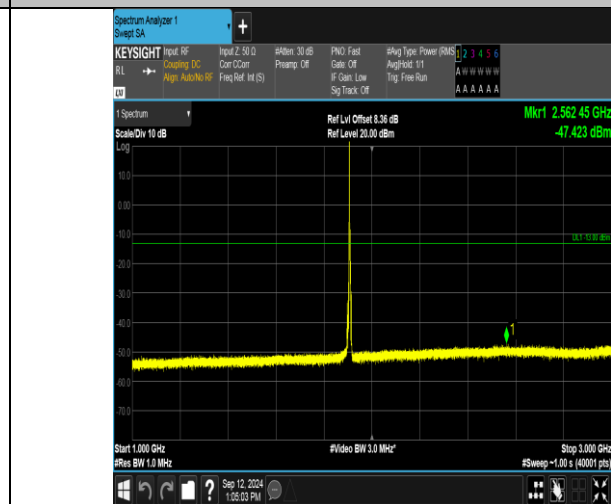 Spectrum Analyzer 1
Swept SA
+
KEYSIGHT Input: RF Input Z: 50 Ω #Atten: 30 dB PNO: Fast #Avg Type: Power (RMS 1 2 3 4 5 6
RL Coupling: DC Corr CCorr Preamp: Off Gate: Off Avg|Hold: 1/1 A W W W W W
Align: Auto/No RF Freq Ref: Int (S) IF Gain: Low Trig: Free Run
Sig Track: Off A A A A A A
LXI
1 Spectrum Ref Lvl Offset 8.36 dB Mkr1 2.562 45 GHz
Scale/Div 10 dB Ref Level 20.00 dBm -47.423 dBm
Log
10.0
0.00
-10.0
DL1 -13.00 dBm
-20.0
-30.0
-40.0
1
-50.0
-60.0
-70.0
Start 1.000 GHz #Video BW 3.0 MHz* Stop 3.000 GHz
#Res BW 1.0 MHz #Sweep ~1.00 s (40001 pts)
? Sep 12, 2024
1:05:03 PM